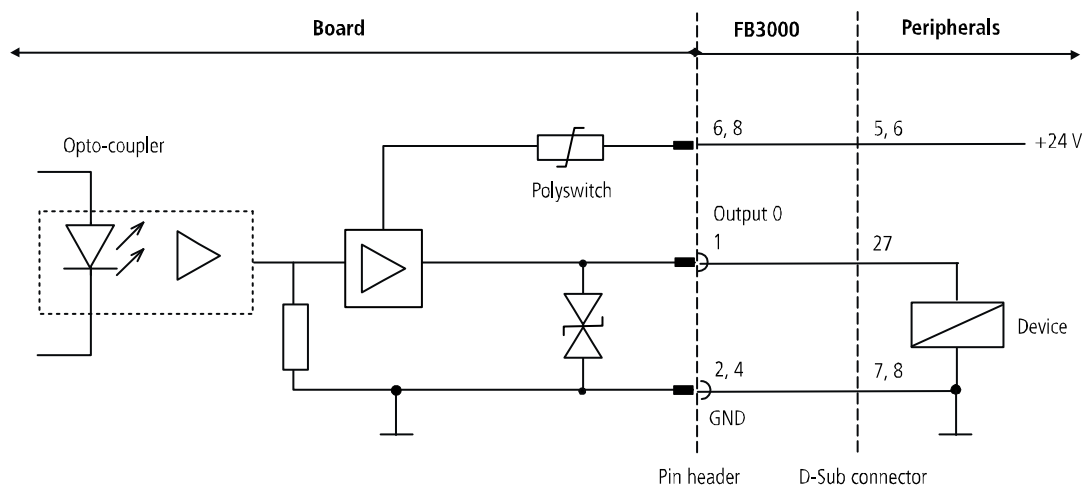 Board
FB3000
Peripherals
Opto-coupler
6, 8
5, 6
+24 V
Polyswitch
Output 0
1
27
Device
2, 4
7, 8
GND
Pin header
D-Sub connector